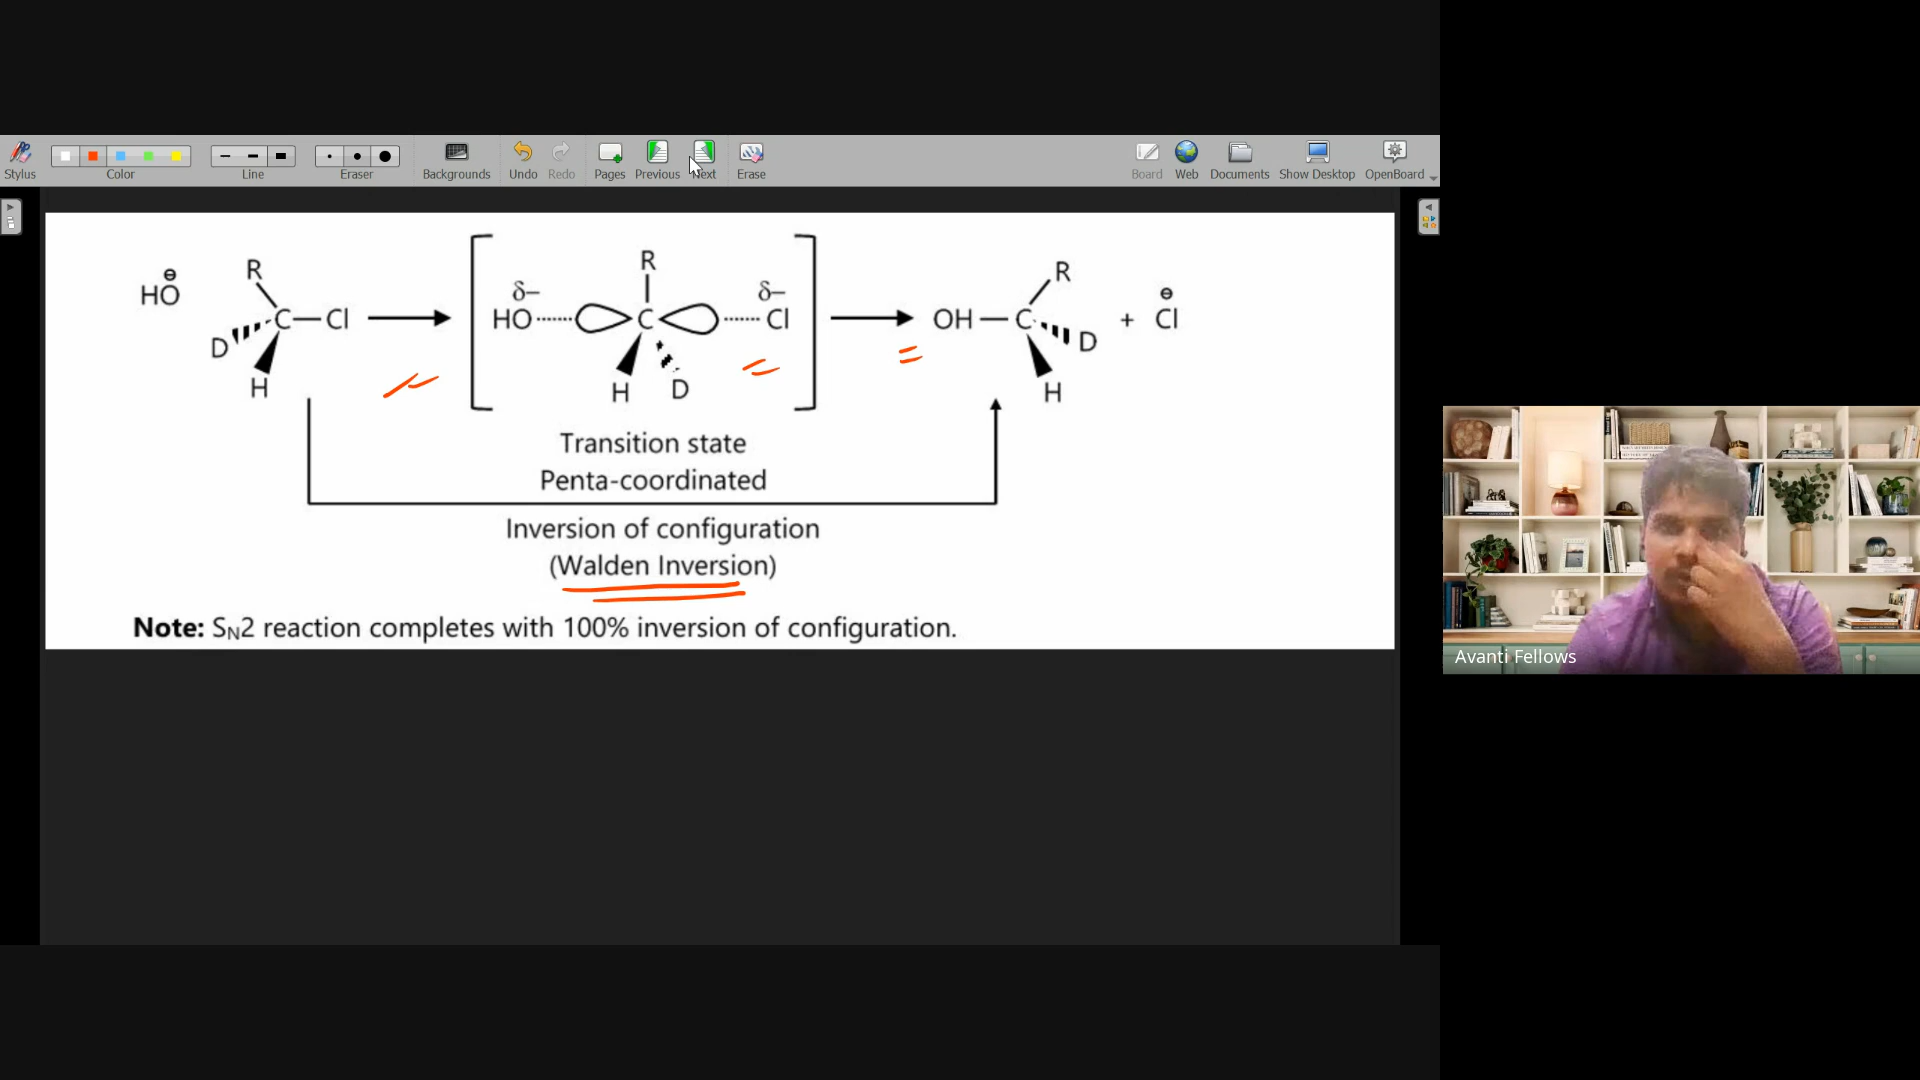 Stylus
Color
Line
Eraser
Backgrounds
Undo
Redo
Pages
Previous
Next
Erase
Board
Web
Documents
Show Desktop
OpenBoard
HO⊖
R
C—Cl
D
H
δ− δ−
R
HO C Cl
H D
OH—C
R
D
H
+ Cl⊖
Transition state
Penta-coordinated
Inversion of configuration
(Walden Inversion)
Note: S_N2 reaction completes with 100% inversion of configuration.
Avanti Fellows